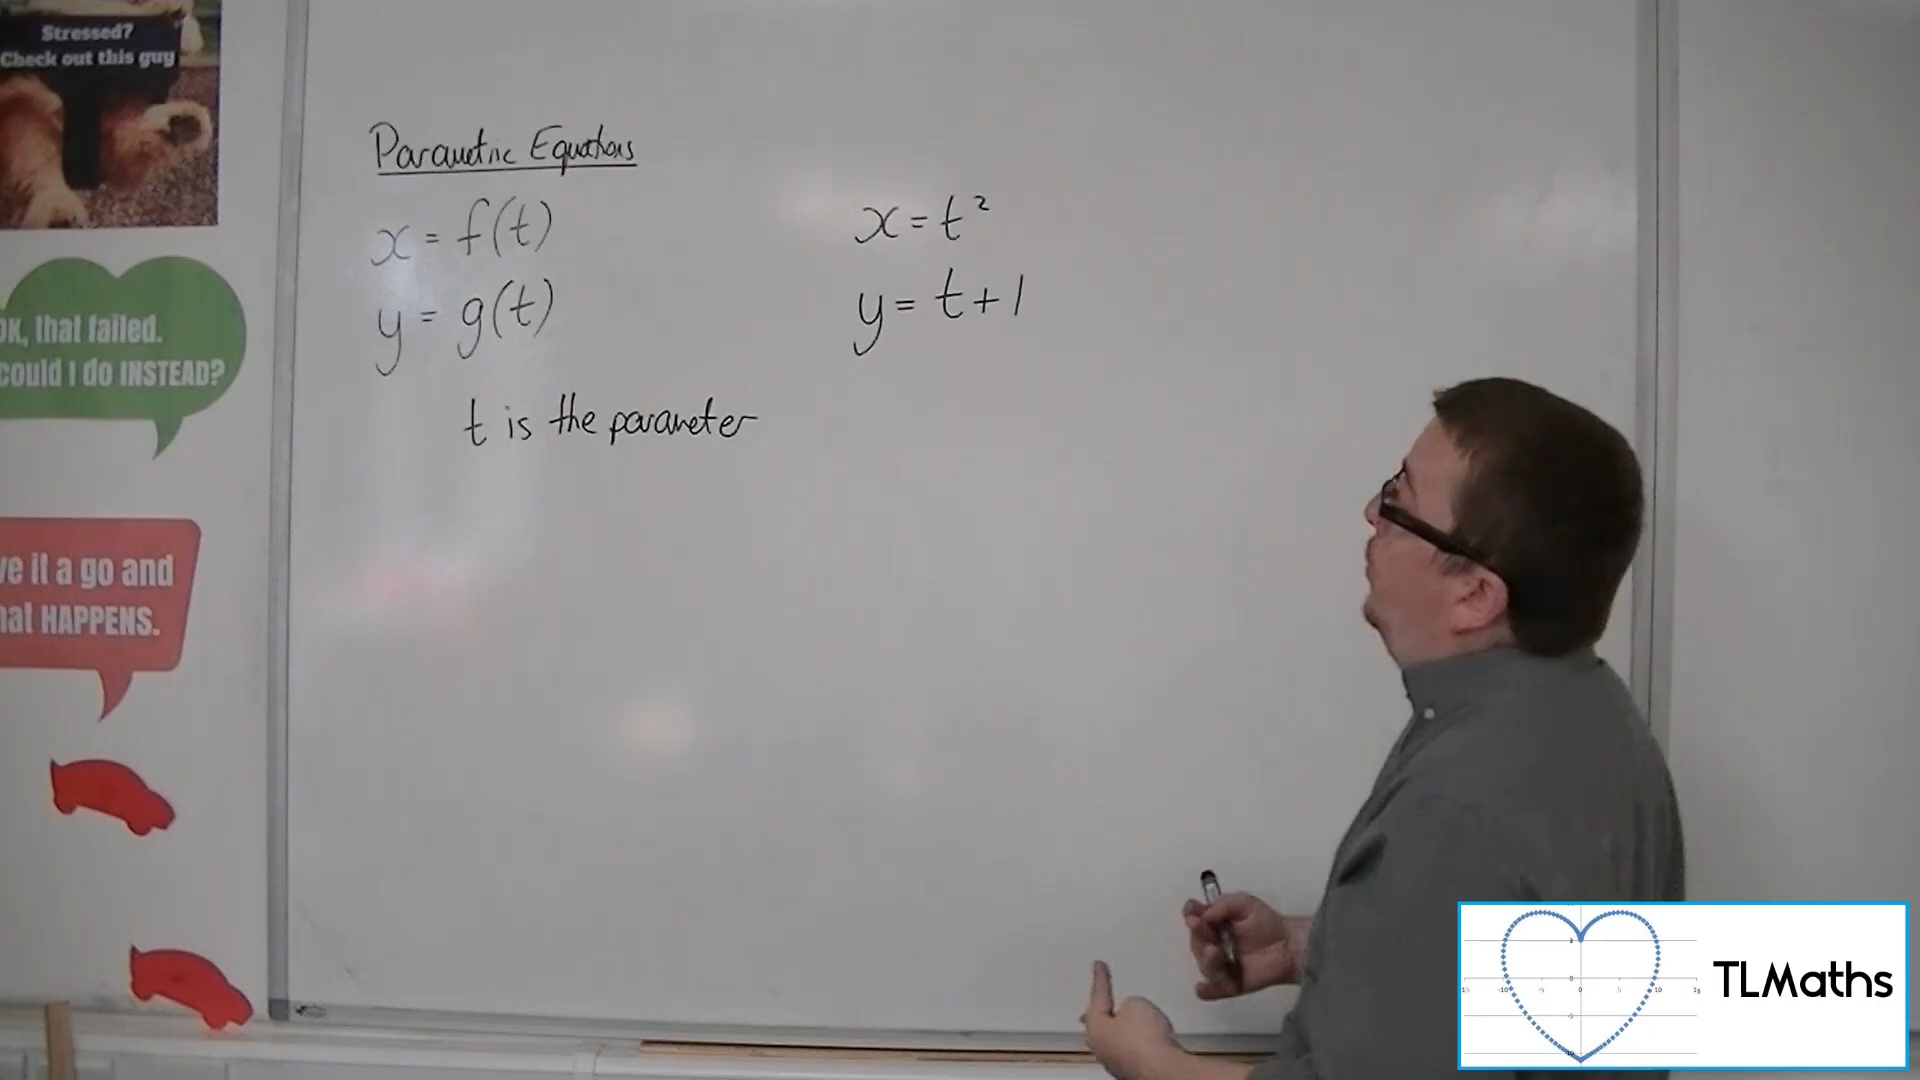 Stressed?
Check out this guy
OK, that failed.
could I do INSTEAD?
ve it a go and
hat HAPPENS.
Parametric Equations
x = f(t)
y = g(t)
t is the parameter
x = t²
y = t + 1
TLMaths